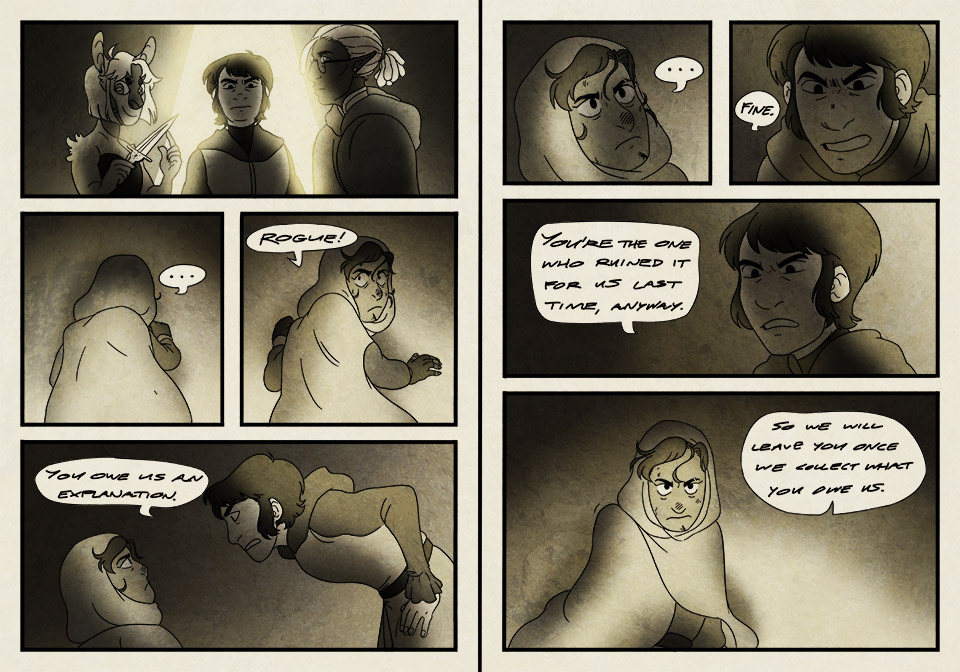 ...
ROGUE!
YOU OWE US AN
EXPLANATION.
...
FINE.
YOU'RE THE ONE
WHO RUINED IT
FOR US LAST
TIME, ANYWAY.
SO WE WILL
LEAVE YOU ONCE
WE COLLECT WHAT
YOU OWE US.